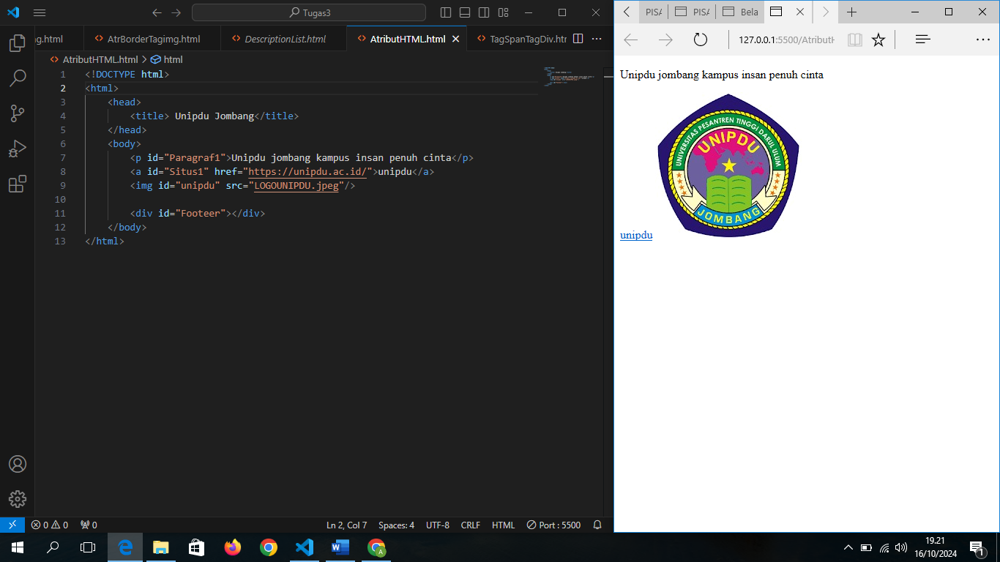 Tugas3
PISA
PISA
Bela
g.html
AtrBorderTagimg.html
DescriptionList.html
AtributHTML.html
TagSpanTagDiv.htr
127.0.0.1:5500/AtributH
AtributHTML.html > html
1 <!DOCTYPE html>
2 <html>
3 <head>
4 <title> Unipdu Jombang</title>
5 </head>
6 <body>
7 <p id="Paragraf1">Unipdu jombang kampus insan penuh cinta</p>
8 <a id="Situs1" href="https://unipdu.ac.id/">unipdu</a>
9 <img id="unipdu" src="LOGOUNIPDU.jpeg"/>
10
11 <div id="Footeer"></div>
12 </body>
13 </html>
Unipdu jombang kampus insan penuh cinta
UNIVERSITAS PESANTREN TINGGI DARUL ULUM
UNIPDU
JOMBANG
unipdu
0 0 0
Ln 2, Col 7 Spaces: 4 UTF-8 CRLF HTML Port : 5500
A
19.21
16/10/2024
1